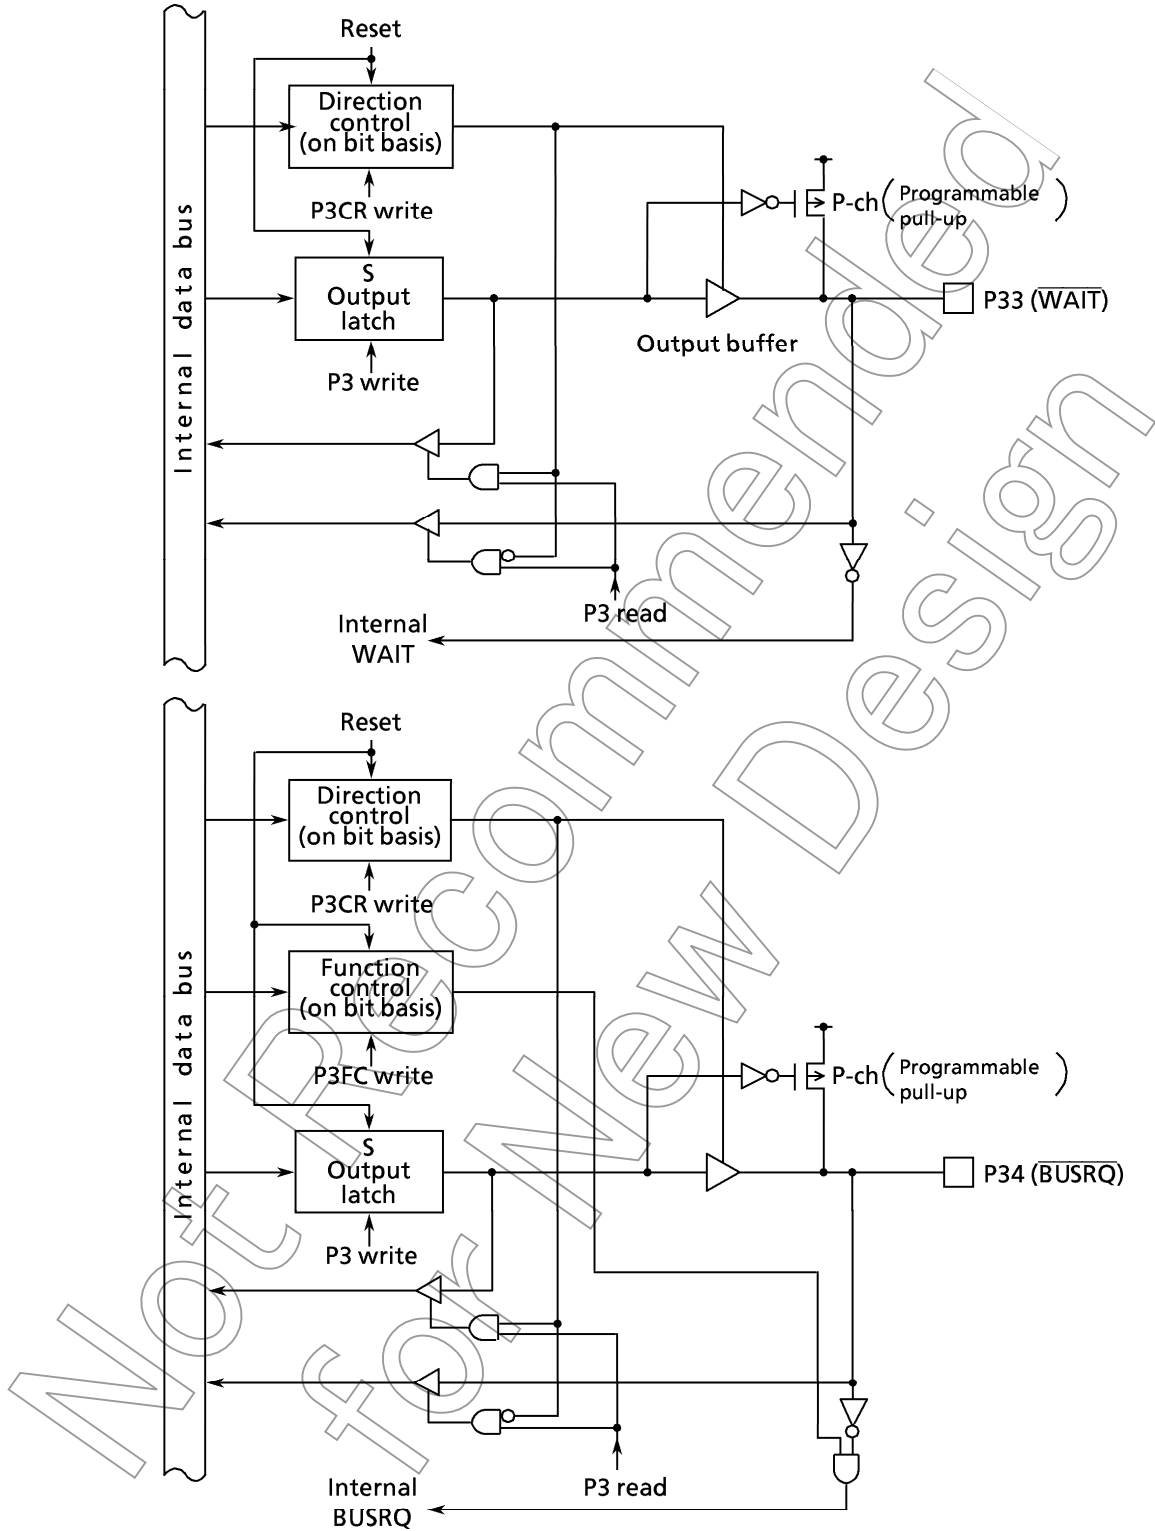 Reset
Direction
control
(on bit basis)
P3CR write
P-ch (Programmable
pull-up)
S
Output
latch
P33 (WAIT)
Output buffer
P3 write
Internal data bus
P3 read
Internal
WAIT
Reset
Direction
control
(on bit basis)
P3CR write
Function
control
(on bit basis)
P3FC write
P-ch (Programmable
pull-up)
S
Output
latch
P34 (BUSRQ)
P3 write
Internal data bus
P3 read
Internal
BUSRQ
Not Recommended
for New Design